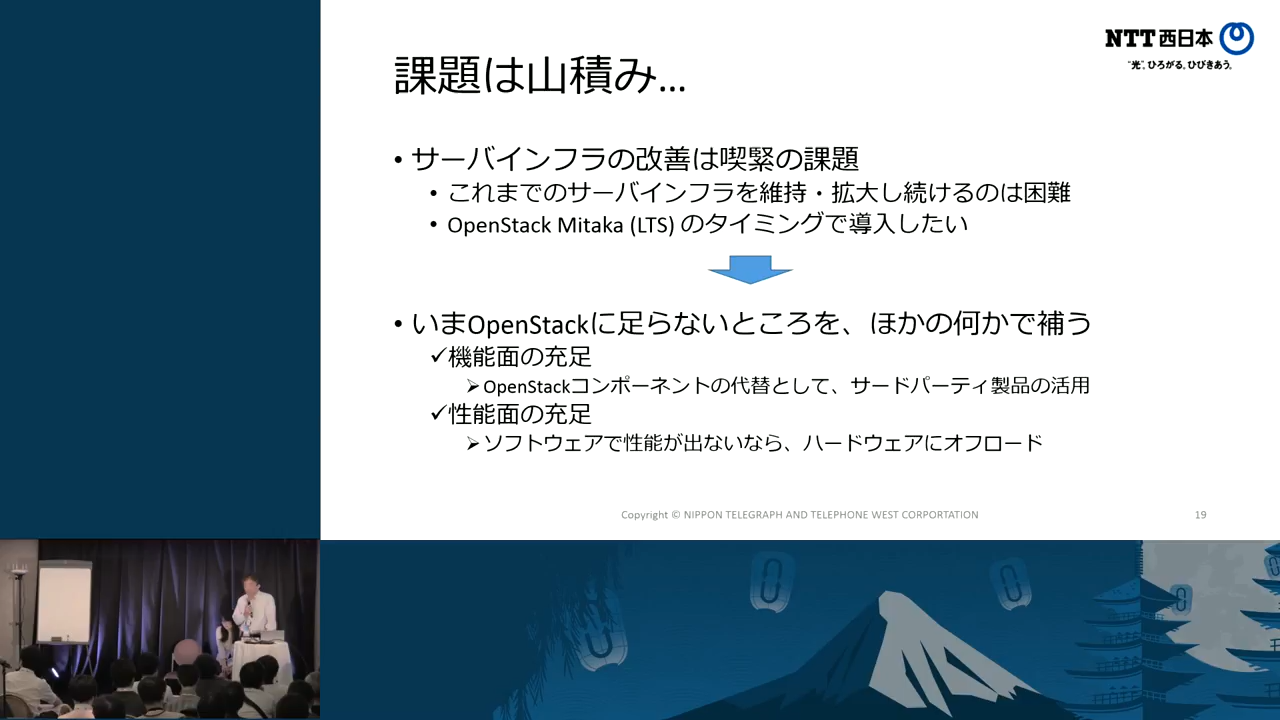 NTT西日本
“光”、ひろがる。ひびきあう。
課題は山積み...
• サーバインフラの改善は喫緊の課題
• これまでのサーバインフラを維持・拡大し続けるのは困難
• OpenStack Mitaka (LTS) のタイミングで導入したい
• いまOpenStackに足らないところを、ほかの何かで補う
✓機能面の充足
➢OpenStackコンポーネントの代替として、サードパーティ製品の活用
✓性能面の充足
➢ソフトウェアで性能が出ないなら、ハードウェアにオフロード
Copyright © NIPPON TELEGRAPH AND TELEPHONE WEST CORPORTATION
19